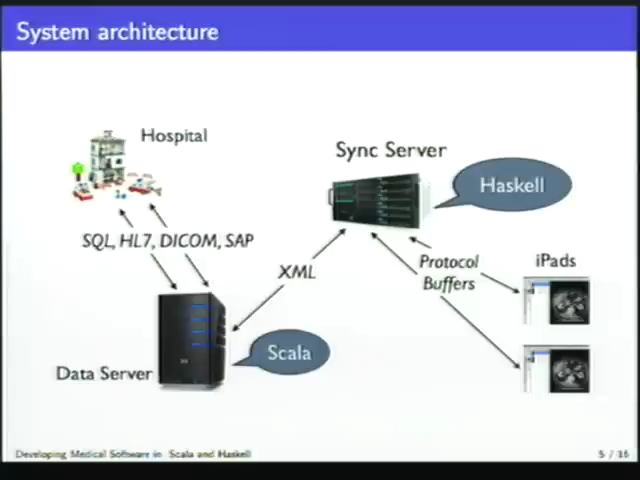 System architecture
Hospital
Sync Server
Haskell
SQL, HL7, DICOM, SAP
XML
Protocol
Buffers
iPads
Scala
Data Server
Developing Medical Software in Scala and Haskell
5 / 16